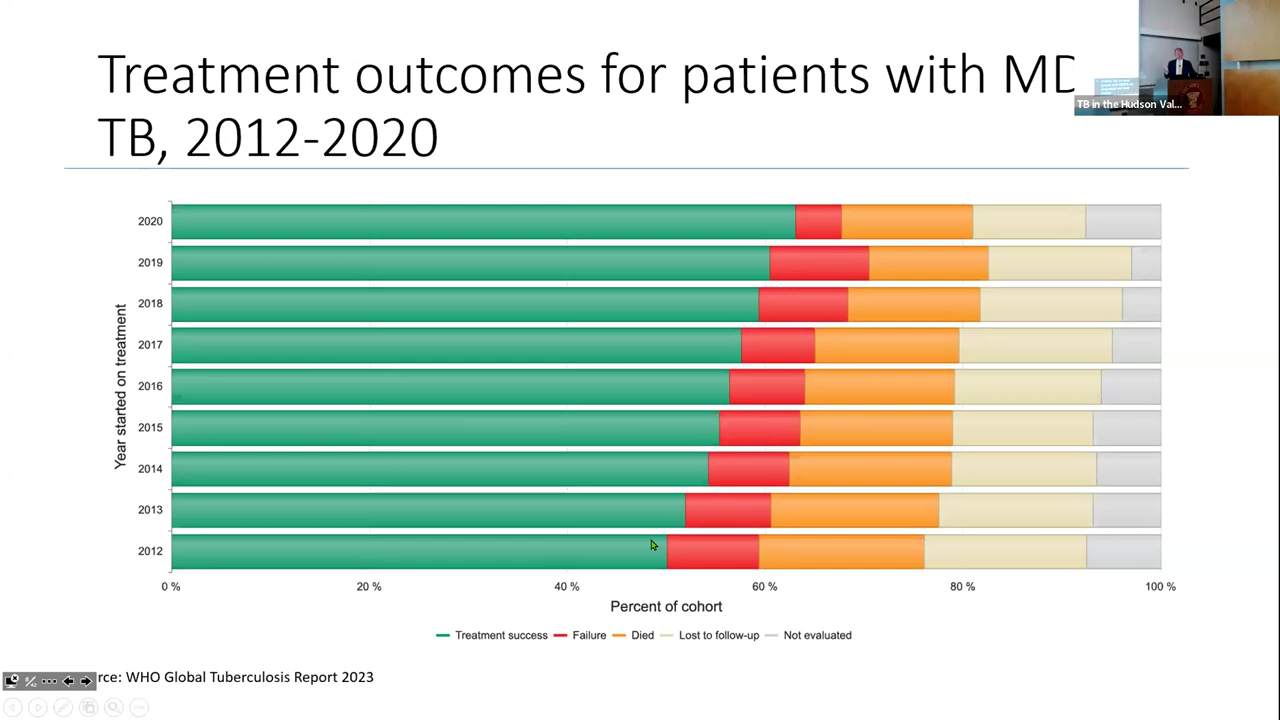 Treatment outcomes for patients with MD
TB, 2012-2020
TB in the Hudson Val...
Year started on treatment
2020
2019
2018
2017
2016
2015
2014
2013
2012
0 %
20 %
40 %
60 %
80 %
100 %
Percent of cohort
Treatment success
Failure
Died
Lost to follow-up
Not evaluated
rce: WHO Global Tuberculosis Report 2023